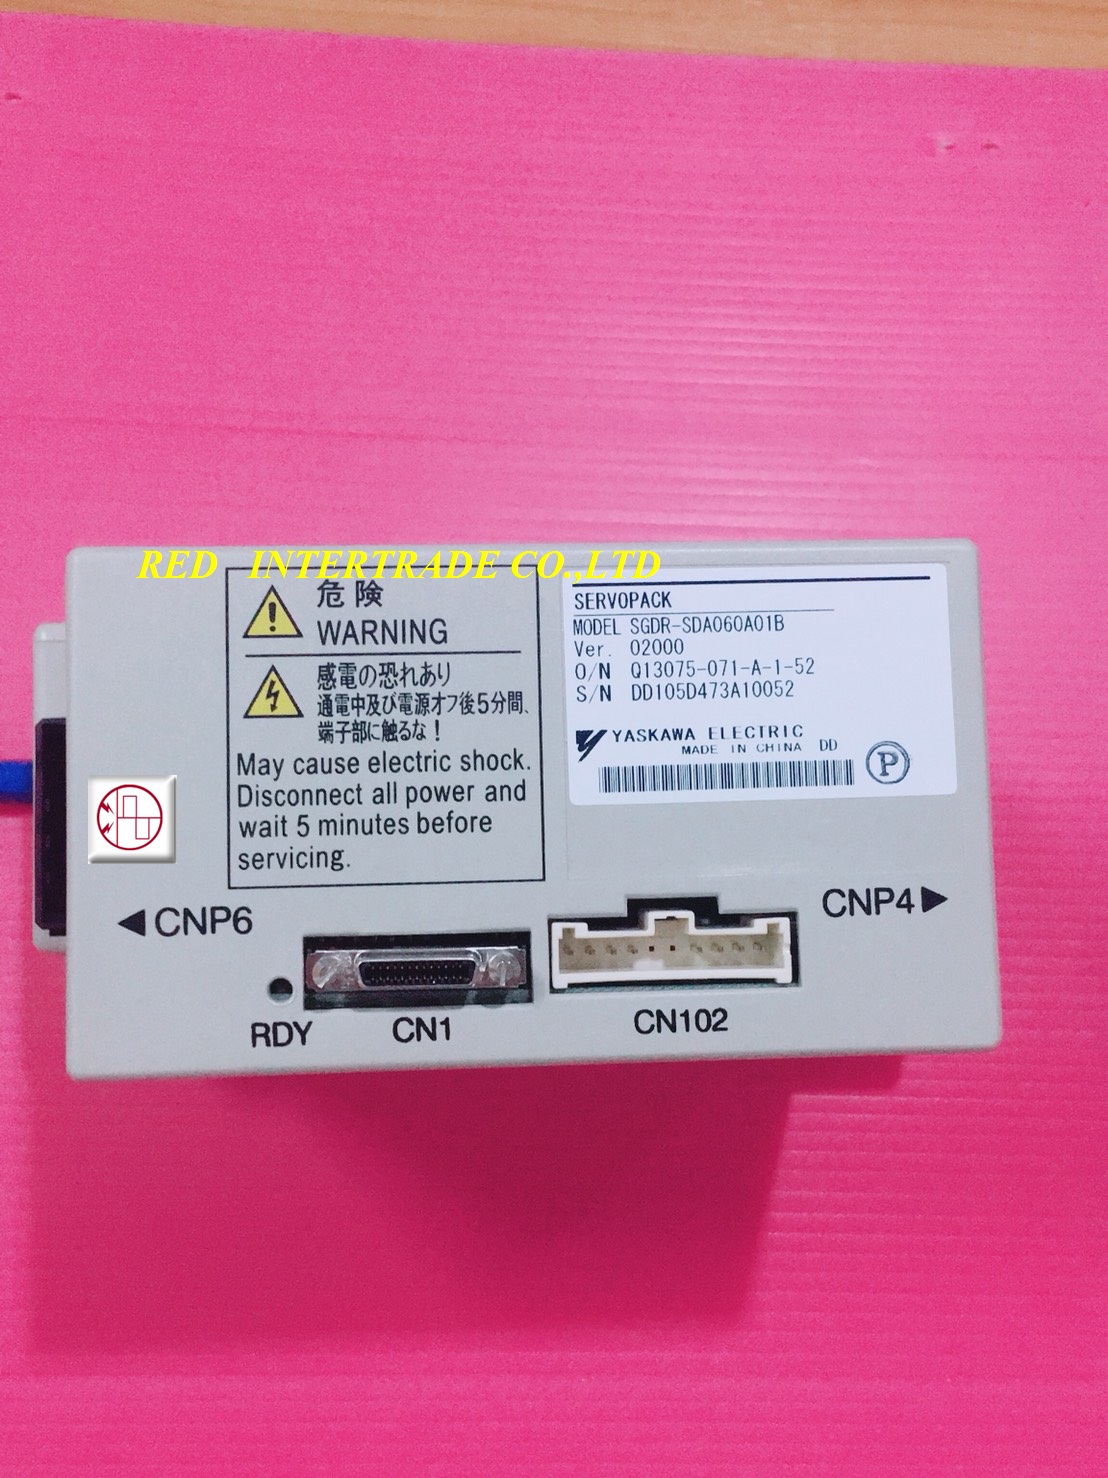 RED INTERTRADE CO.,LTD
危険
WARNING
感電の恐れあり
通電中及び電源オフ後5分間、
端子部に触るな！
May cause electric shock.
Disconnect all power and
wait 5 minutes before
servicing.
SERVOPACK
MODEL SGDR-SDA060A01B
Ver. 02000
O/N Q13075-071-A-1-52
S/N DD105D473A10052
YASKAWA ELECTRIC
MADE IN CHINA DD
P
◀CNP6
CNP4▶
RDY
CN1
CN102